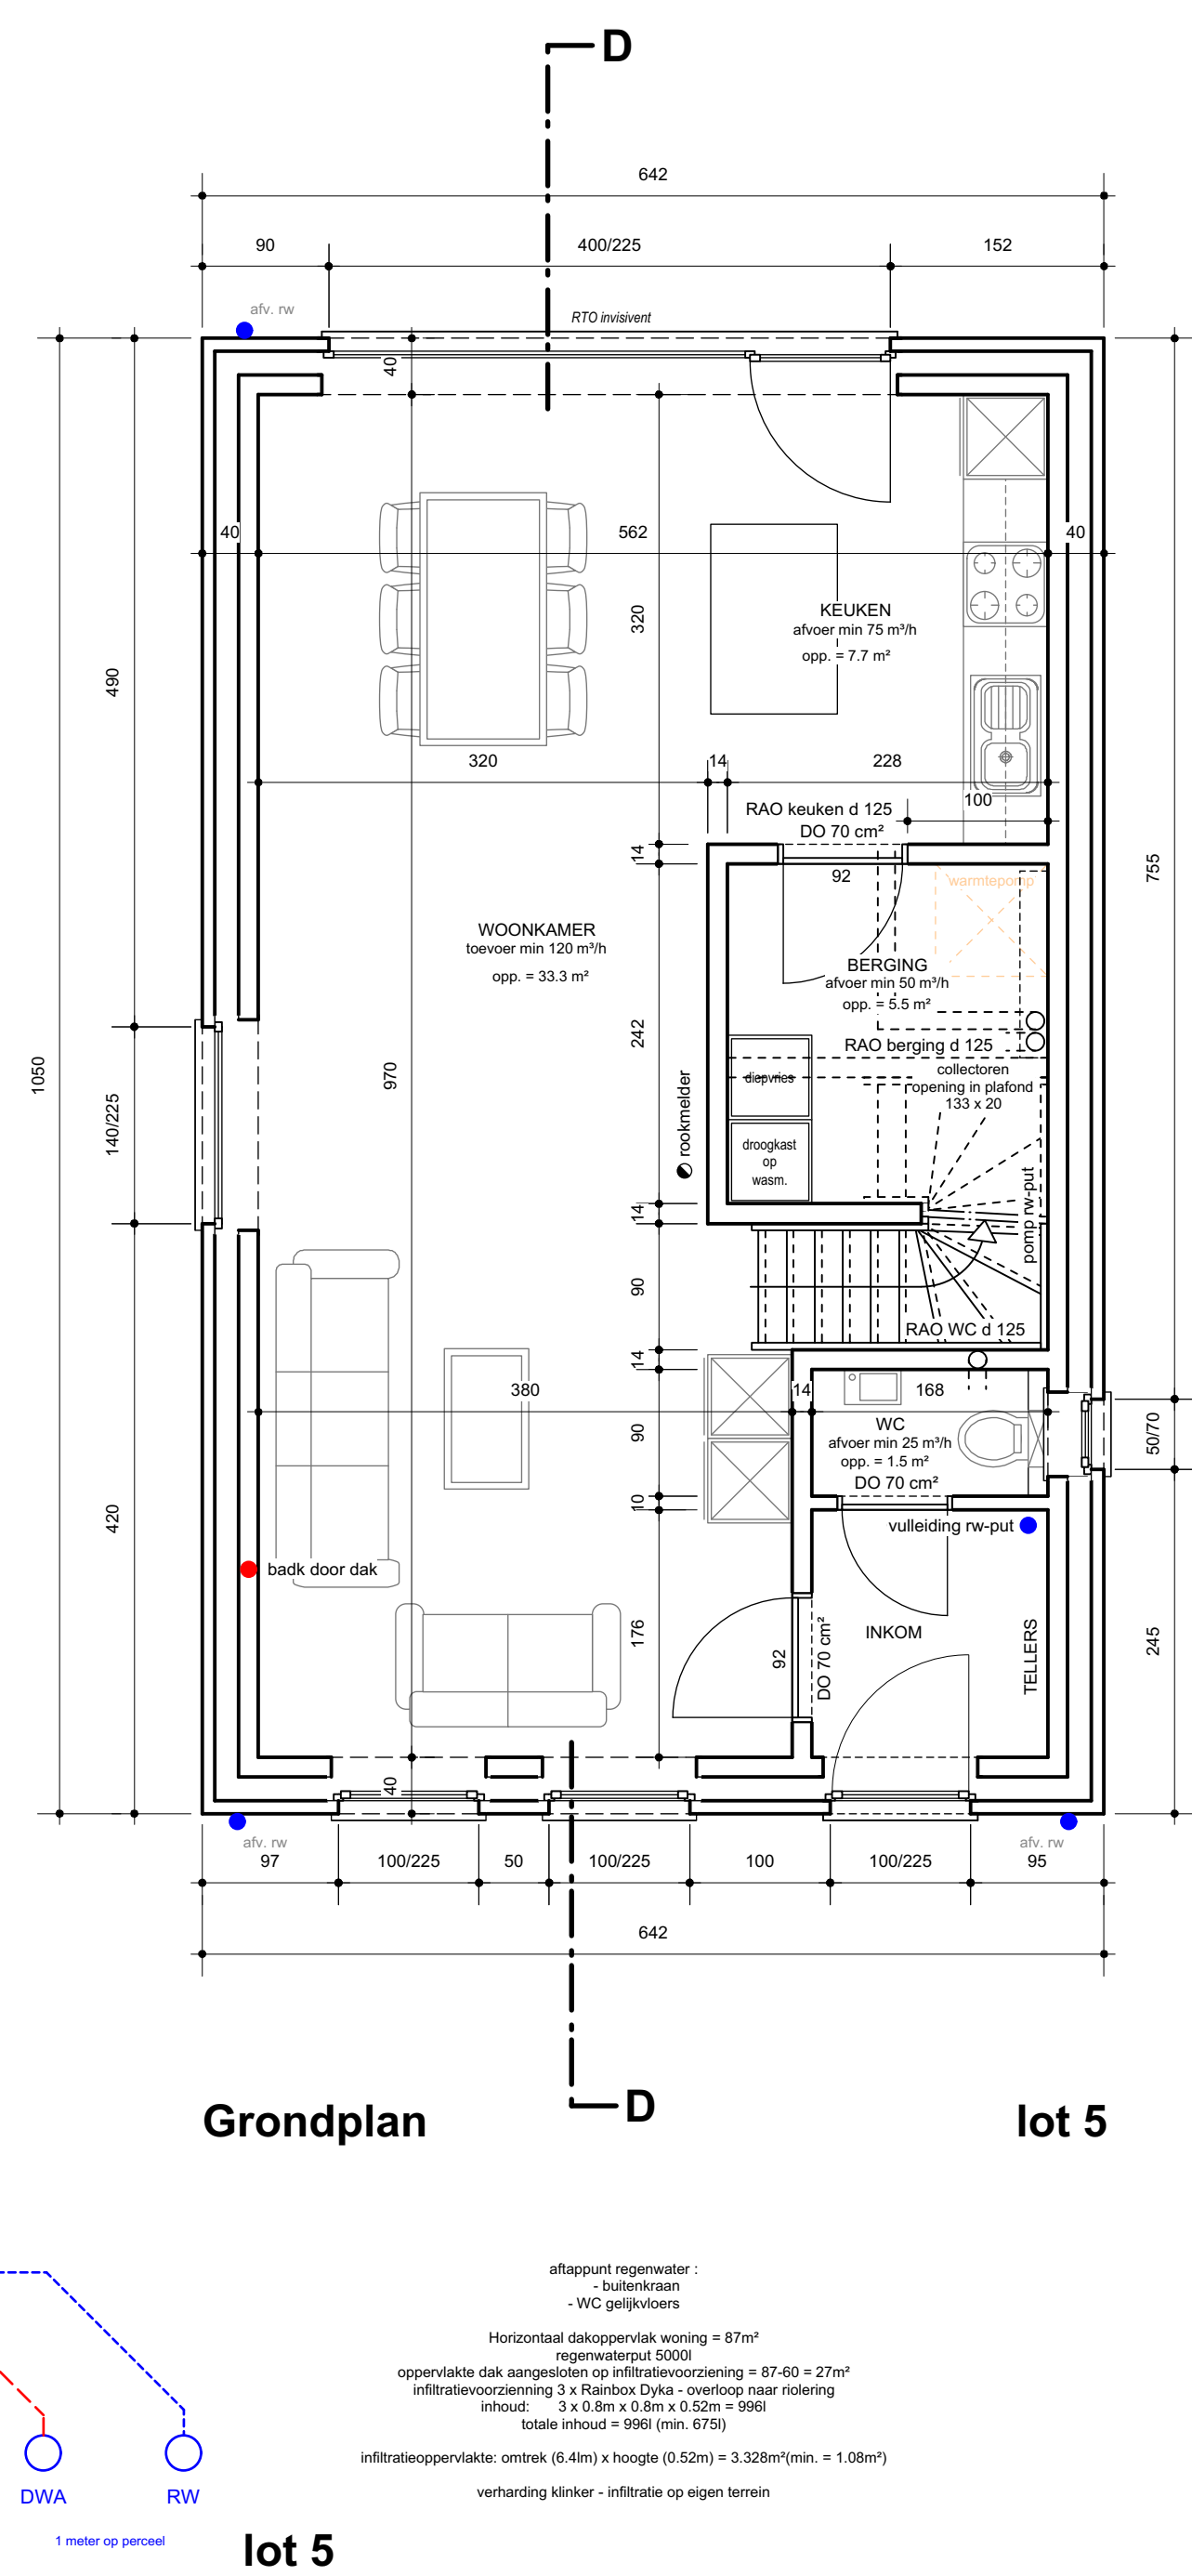 D
642
90
400/225
152
afv. rw
RTO invisivent
40
40
562
40
320
KEUKEN
afvoer min 75 m³/h
opp. = 7.7 m²
490
320
14
228
100
RAO keuken d 125
DO 70 cm²
14
92
755
warmtepomp
WOONKAMER
toevoer min 120 m³/h
opp. = 33.3 m²
BERGING
afvoer min 50 m³/h
opp. = 5.5 m²
242
RAO berging d 125
1050
970
140/225
collectoren
opening in plafond
133 x 20
diepvries
rookmelder
droogkast
op
wasm.
14
pomp rw-put
90
RAO WC d 125
14
380
14
168
WC
afvoer min 25 m³/h
opp. = 1.5 m²
DO 70 cm²
90
50/70
10
420
vulleiding rw-put
badk door dak
176
92
DO 70 cm²
INKOM
TELLERS
245
40
afv. rw
afv. rw
97
100/225
50
100/225
100
100/225
95
642
D
Grondplan
lot 5
aftappunt regenwater :
- buitenkraan
- WC gelijkvloers
Horizontaal dakoppervlak woning = 87m²
regenwaterput 5000l
oppervlakte dak aangesloten op infiltratievoorziening = 87-60 = 27m²
infiltratievoorzienning 3 x Rainbox Dyka - overloop naar riolering
inhoud: 3 x 0.8m x 0.8m x 0.52m = 996l
totale inhoud = 996l (min. 675l)
infiltratieoppervlakte: omtrek (6.4lm) x hoogte (0.52m) = 3.328m²(min. = 1.08m²)
verharding klinker - infiltratie op eigen terrein
DWA
RW
1 meter op perceel
lot 5